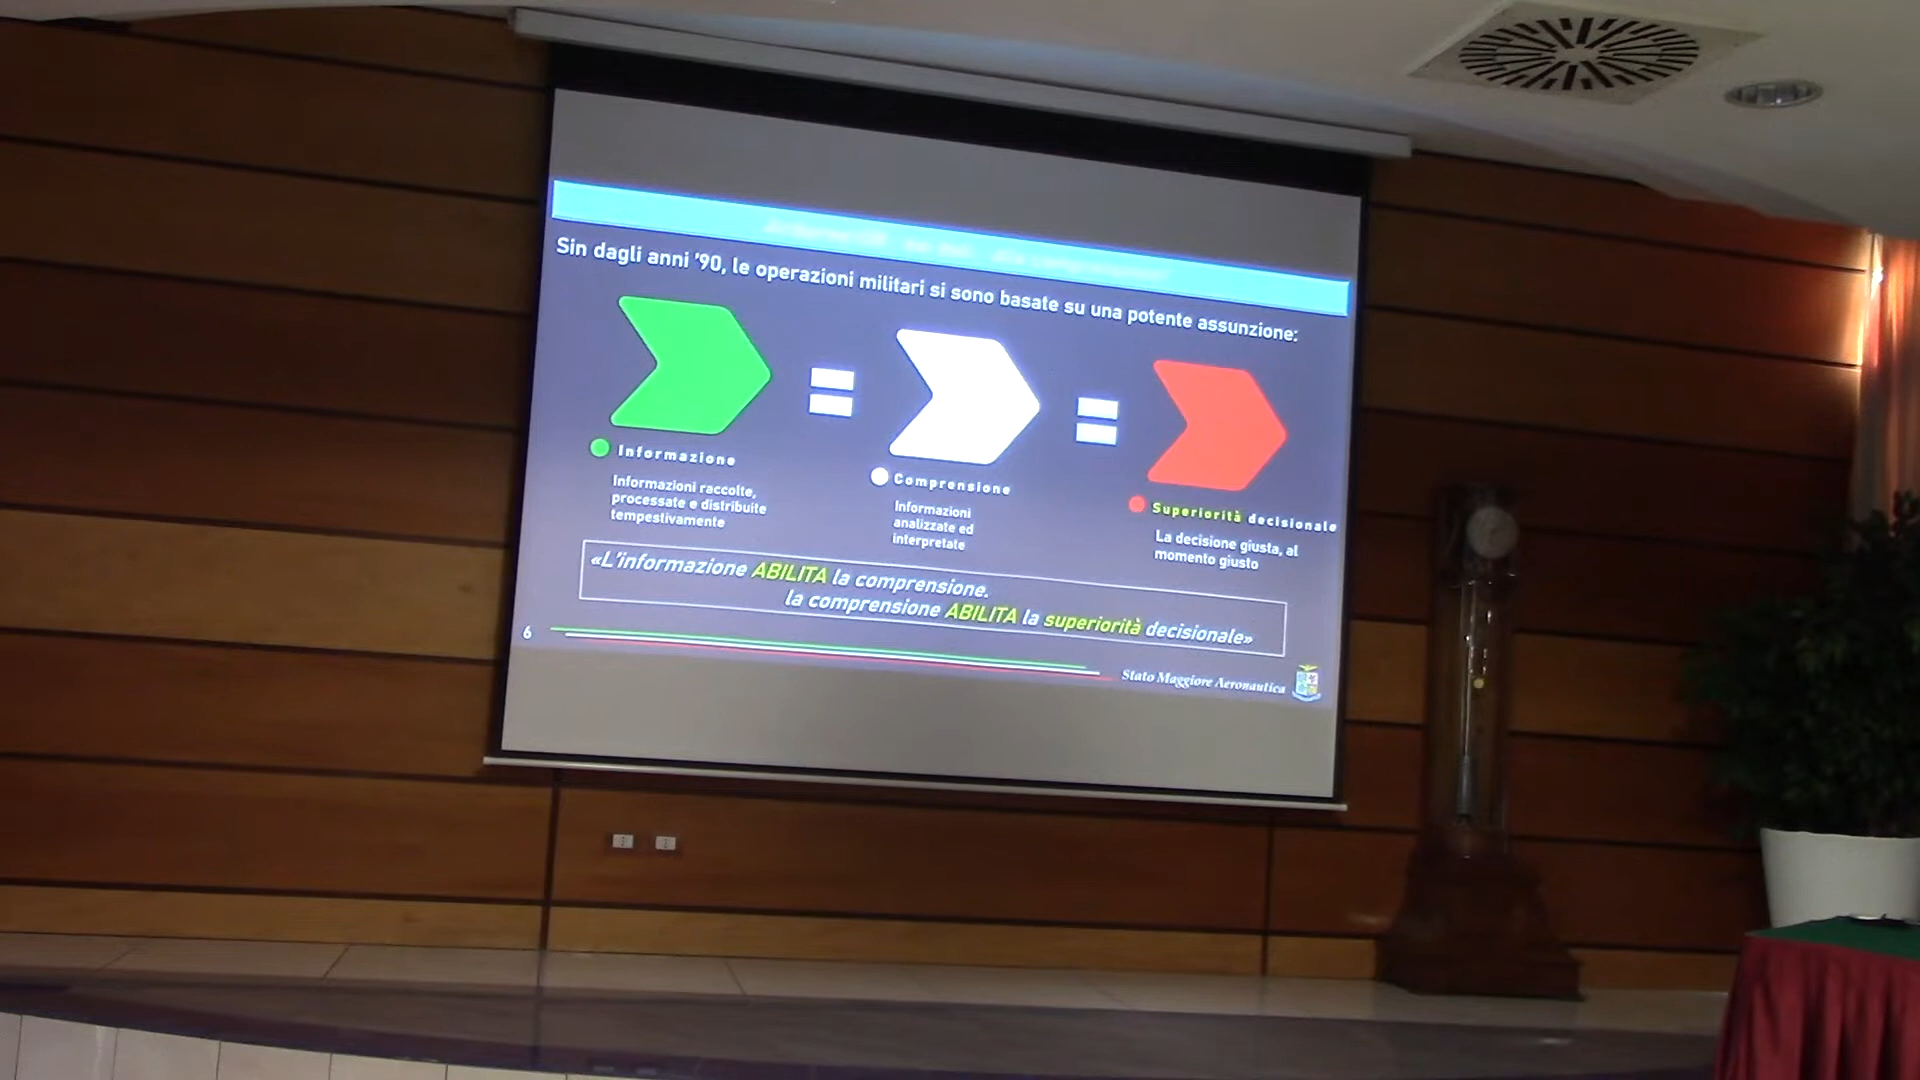 Sin dagli anni '90, le operazioni militari si sono basate su una potente assunzione:
Informazione
Informazioni raccolte,
processate e distribuite
tempestivamente
Comprensione
Informazioni
analizzate ed
interpretate
Superiorità decisionale
La decisione giusta, al
momento giusto
«L'informazione ABILITA la comprensione.
la comprensione ABILITA la superiorità decisionale»
6
Stato Maggiore Aeronautica